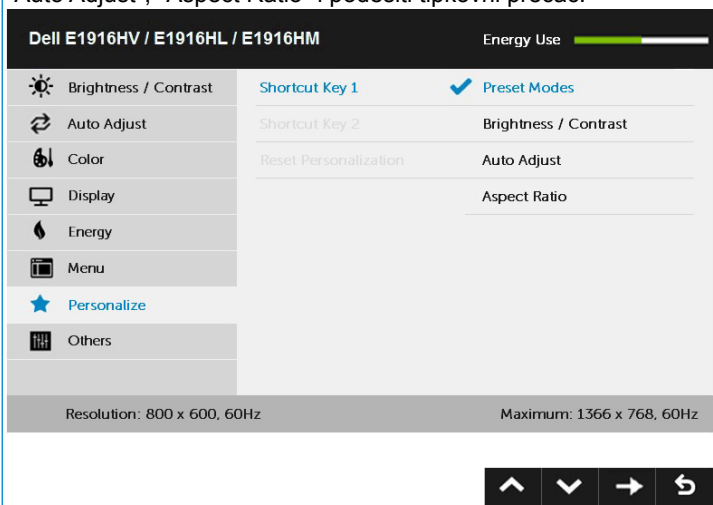 "Auto Adjust", "Aspect Ratio" i podesiti tipkovni prečac.
Dell E1916HV / E1916HL / E1916HM
Energy Use
Brightness / Contrast
Shortcut Key 1
Preset Modes
Auto Adjust
Shortcut Key 2
Brightness / Contrast
Color
Reset Personalization
Auto Adjust
Display
Aspect Ratio
Energy
Menu
Personalize
Others
Resolution: 800 x 600, 60Hz
Maximum: 1366 x 768, 60Hz